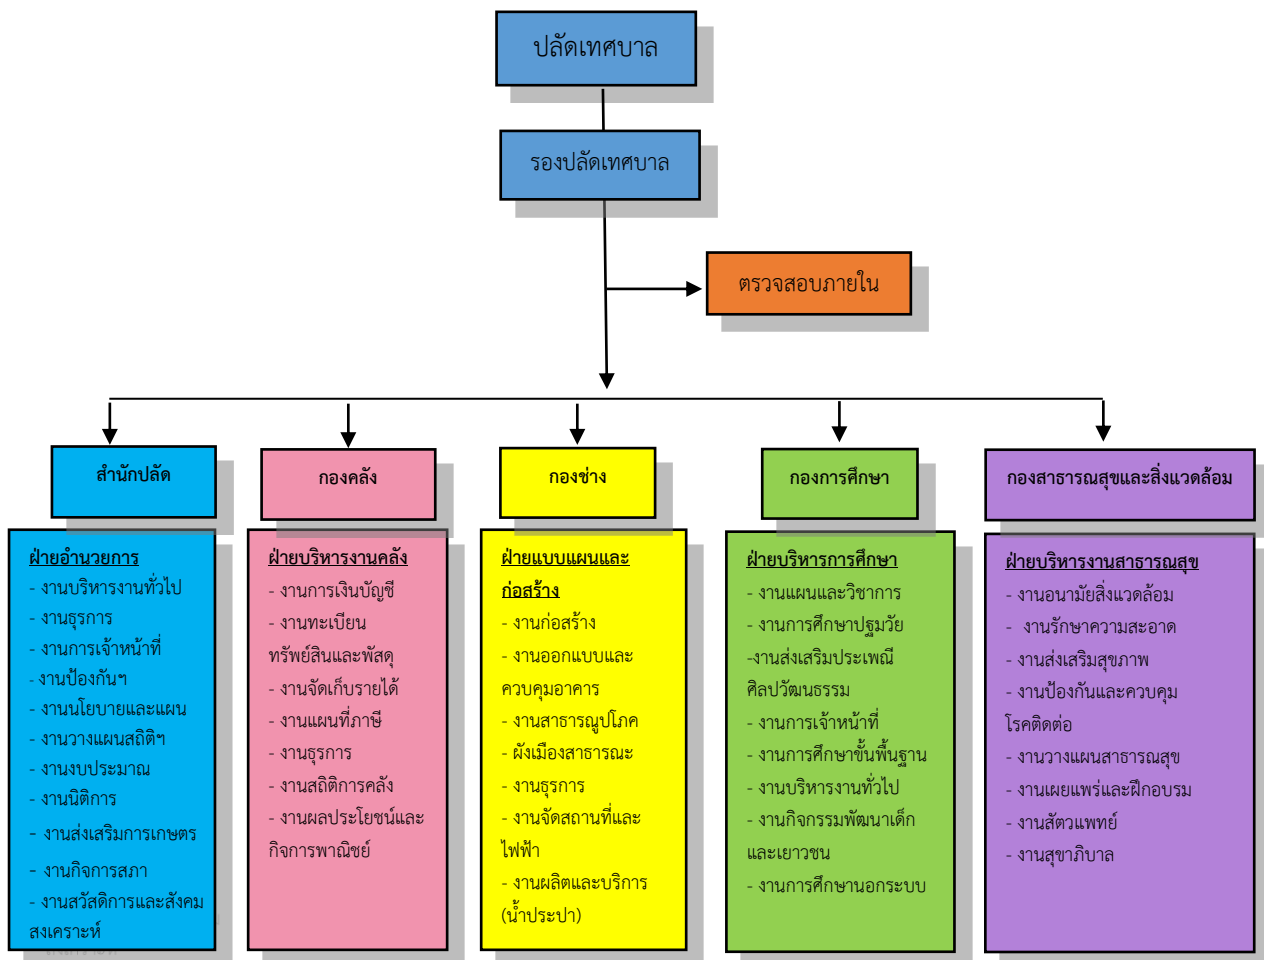 ปลัดเทศบาล
รองปลัดเทศบาล
ตรวจสอบภายใน
สำนักปลัด
กองคลัง
กองช่าง
กองการศึกษา
กองสาธารณสุขและสิ่งแวดล้อม
ฝ่ายอำนวยการ
- งานบริหารงานทั่วไป
- งานธุรการ
- งานการเจ้าหน้าที่
- งานป้องกันฯ
- งานนโยบายและแผน
- งานวางแผนสถิติฯ
- งานงบประมาณ
- งานนิติการ
- งานส่งเสริมการเกษตร
- งานกิจการสภา
- งานสวัสดิการและสังคม
สงเคราะห์
ฝ่ายบริหารงานคลัง
- งานการเงินบัญชี
- งานทะเบียน
ทรัพย์สินและพัสดุ
- งานจัดเก็บรายได้
- งานแผนที่ภาษี
- งานธุรการ
- งานสถิติการคลัง
- งานผลประโยชน์และ
กิจการพาณิชย์
ฝ่ายแบบแผนและ
ก่อสร้าง
- งานก่อสร้าง
- งานออกแบบและ
ควบคุมอาคาร
- งานสาธารณูปโภค
- ผังเมืองสาธารณะ
- งานธุรการ
- งานจัดสถานที่และ
ไฟฟ้า
- งานผลิตและบริการ
(น้ำประปา)
ฝ่ายบริหารการศึกษา
- งานแผนและวิชาการ
- งานการศึกษาปฐมวัย
-งานส่งเสริมประเพณี
ศิลปวัฒนธรรม
- งานการเจ้าหน้าที่
- งานการศึกษาขั้นพื้นฐาน
- งานบริหารงานทั่วไป
- งานกิจกรรมพัฒนาเด็ก
และเยาวชน
- งานการศึกษานอกระบบ
ฝ่ายบริหารงานสาธารณสุข
- งานอนามัยสิ่งแวดล้อม
- งานรักษาความสะอาด
- งานส่งเสริมสุขภาพ
- งานป้องกันและควบคุม
โรคติดต่อ
- งานวางแผนสาธารณสุข
- งานเผยแพร่และฝึกอบรม
- งานสัตวแพทย์
- งานสุขาภิบาล